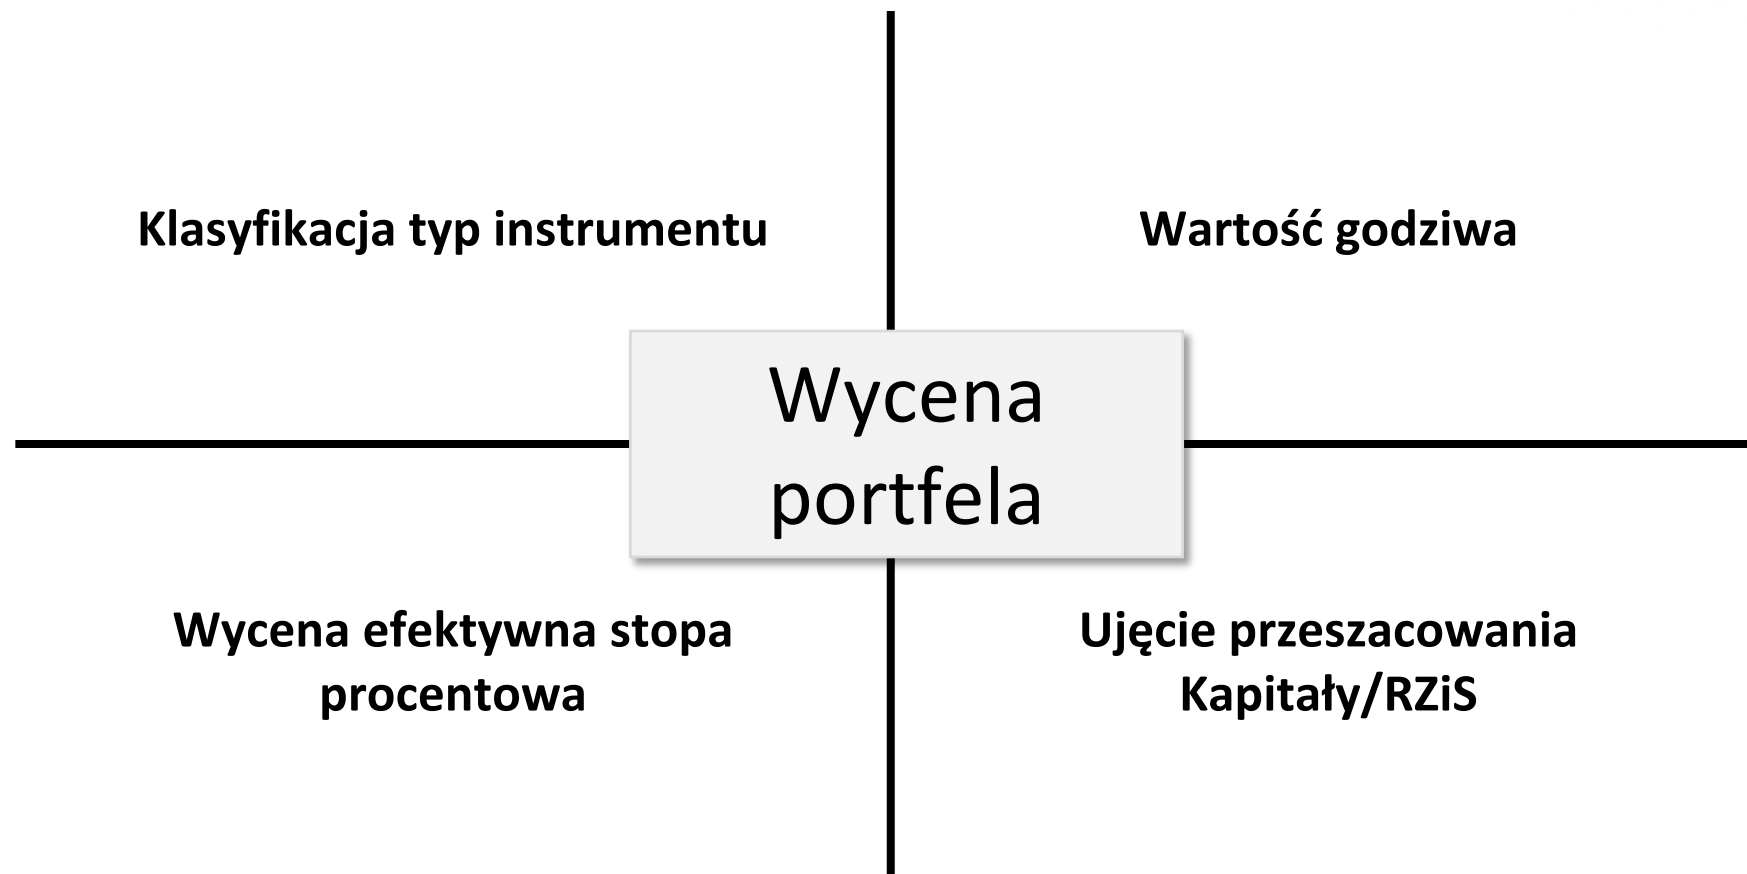 Klasyfikacja typ instrumentu
Wartość godziwa
Wycena
portfela
Wycena efektywna stopa
procentowa
Ujęcie przeszacowania
Kapitały/RZiS